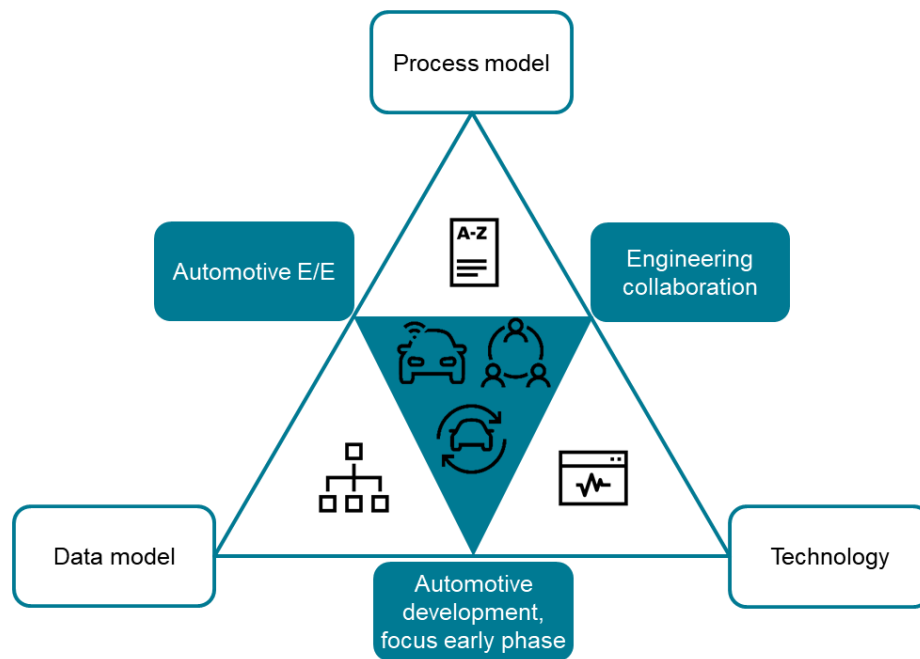 Process model
A-Z
Automotive E/E
Engineering
collaboration
Data model
Automotive
development,
focus early phase
Technology